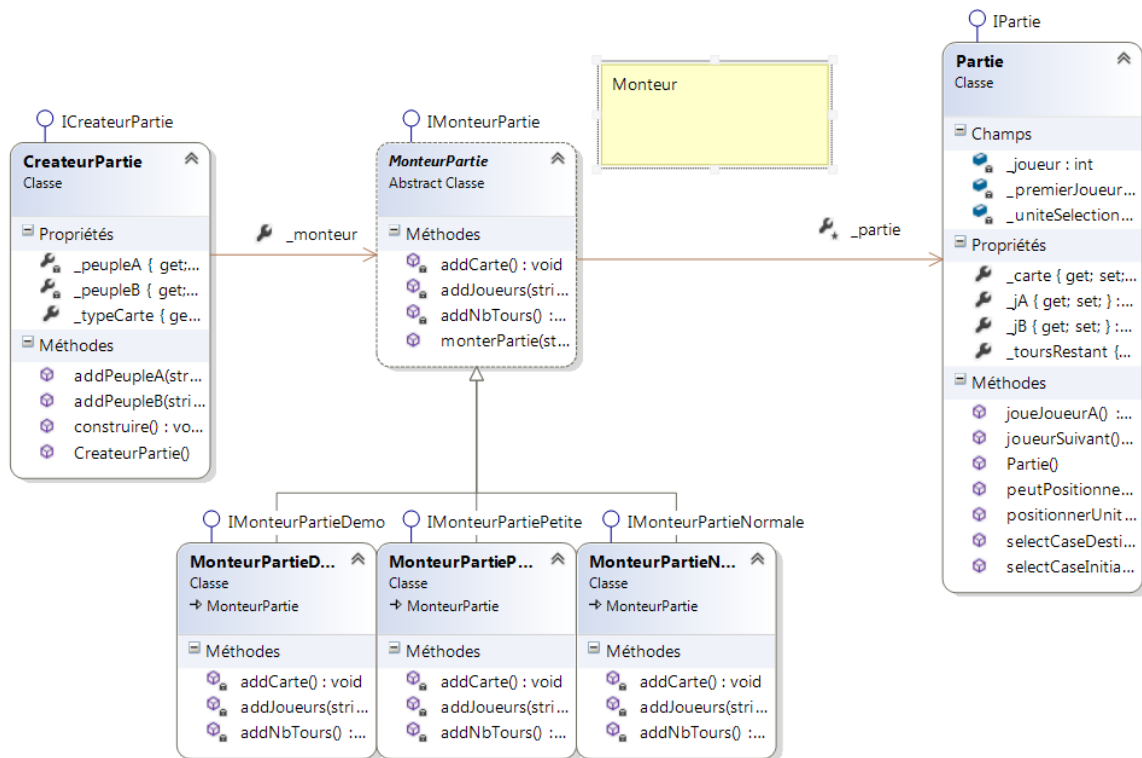 ICreateurPartie
CreateurPartie
Classe
Propriétés
_peupleA { get;...
_peupleB { get;...
_typeCarte { ge...
Méthodes
addPeupleA(str...
addPeupleB(stri...
construire() : vo...
CreateurPartie()
_monteur
IMonteurPartie
MonteurPartie
Abstract Classe
Méthodes
addCarte() : void
addJoueurs(stri...
addNbTours() :...
monterPartie(st...
Monteur
_partie
IPartie
Partie
Classe
Champs
_joueur : int
_premierJoueur...
_uniteSelection...
Propriétés
_carte { get; set;...
_jA { get; set; } :...
_jB { get; set; } :...
_toursRestant {...
Méthodes
joueJoueurA() :...
joueurSuivant()...
Partie()
peutPositionne...
positionnerUnit...
selectCaseDesti...
selectCaseInitia...
IMonteurPartieDemo
MonteurPartieD...
Classe
MonteurPartie
Méthodes
addCarte() : void
addJoueurs(stri...
addNbTours() :...
IMonteurPartiePetite
MonteurPartieP...
Classe
MonteurPartie
Méthodes
addCarte() : void
addJoueurs(stri...
addNbTours() :...
IMonteurPartieNormale
MonteurPartieN...
Classe
MonteurPartie
Méthodes
addCarte() : void
addJoueurs(stri...
addNbTours() :...